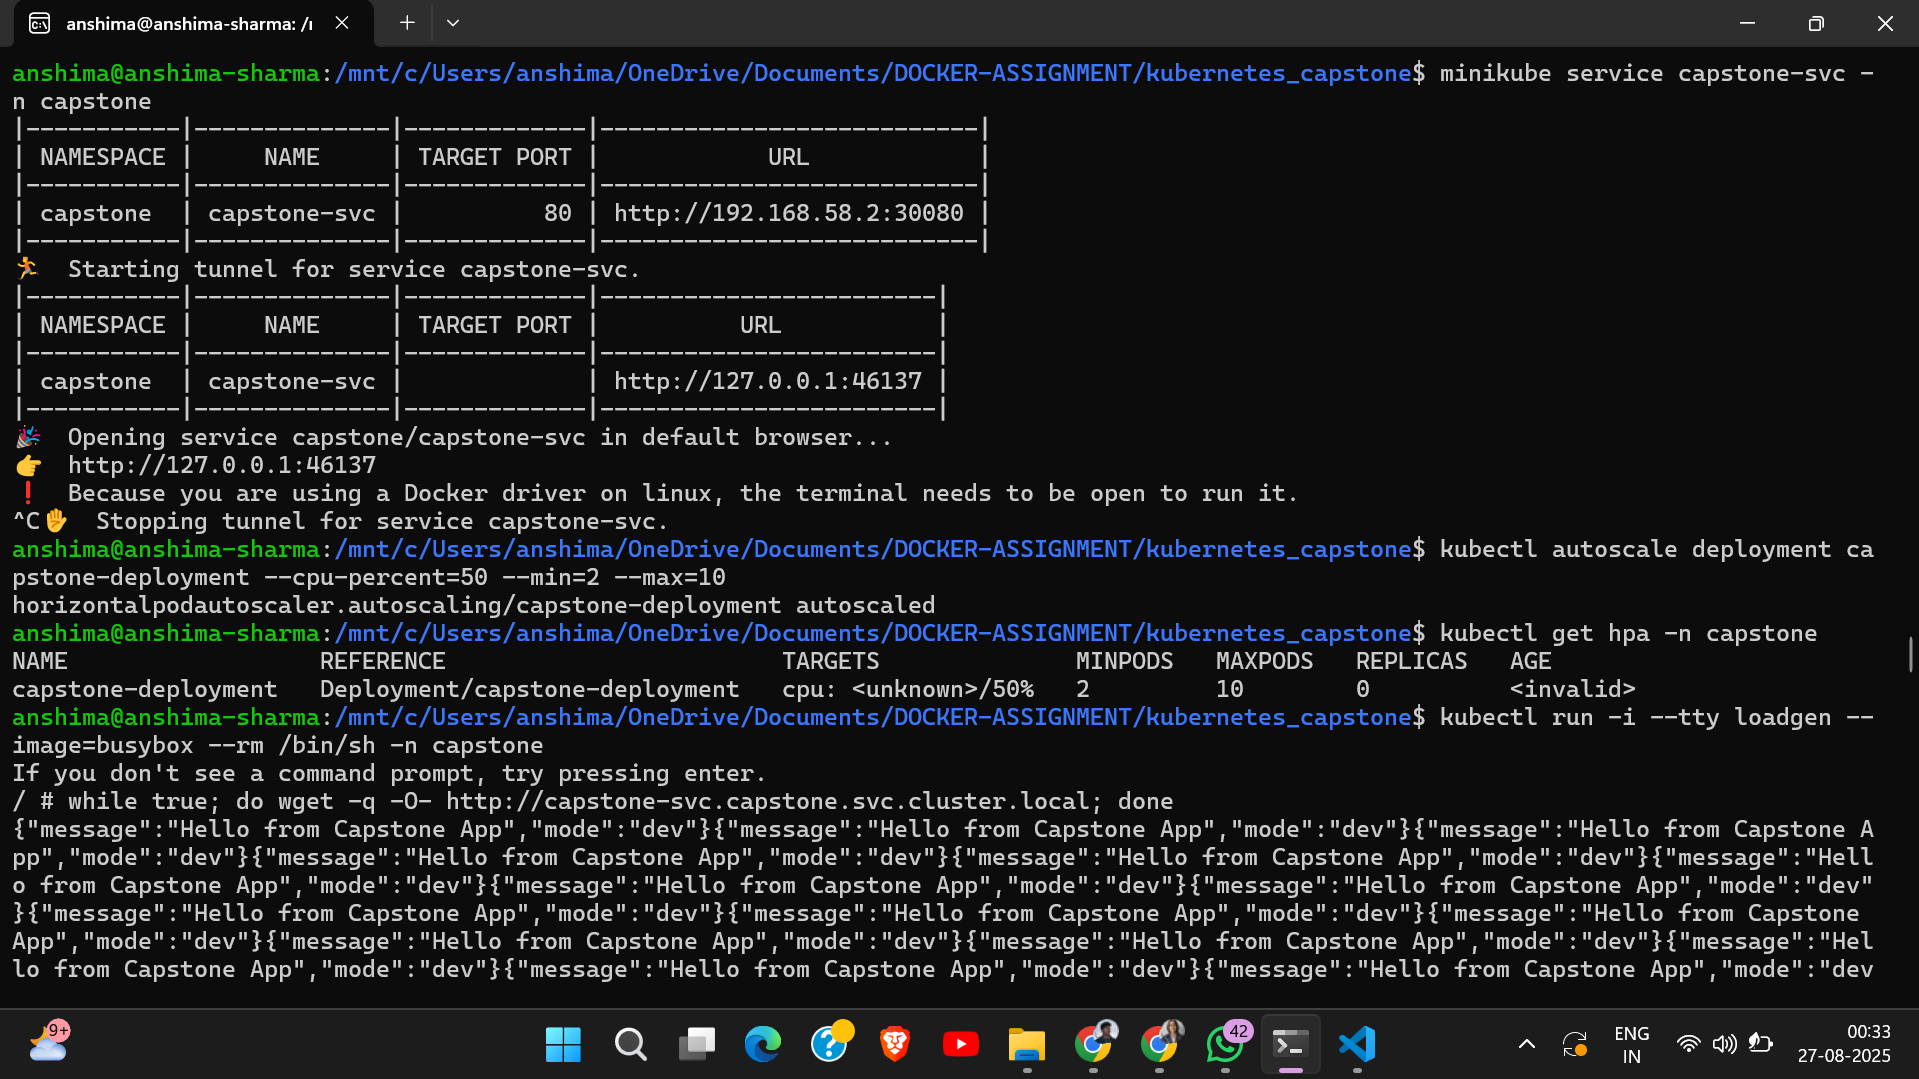 anshima@anshima-sharma: /r
anshima@anshima-sharma:/mnt/c/Users/anshima/OneDrive/Documents/DOCKER-ASSIGNMENT/kubernetes_capstone$ minikube service capstone-svc -
n capstone
|-----------|--------------|-------------|---------------------------|
| NAMESPACE |     NAME     | TARGET PORT |            URL            |
|-----------|--------------|-------------|---------------------------|
| capstone  | capstone-svc |          80 | http://192.168.58.2:30080 |
|-----------|--------------|-------------|---------------------------|
🏃  Starting tunnel for service capstone-svc.
|-----------|--------------|-------------|------------------------|
| NAMESPACE |     NAME     | TARGET PORT |          URL           |
|-----------|--------------|-------------|------------------------|
| capstone  | capstone-svc |             | http://127.0.0.1:46137 |
|-----------|--------------|-------------|------------------------|
🎉  Opening service capstone/capstone-svc in default browser...
👉  http://127.0.0.1:46137
❗  Because you are using a Docker driver on linux, the terminal needs to be open to run it.
^C✋  Stopping tunnel for service capstone-svc.
anshima@anshima-sharma:/mnt/c/Users/anshima/OneDrive/Documents/DOCKER-ASSIGNMENT/kubernetes_capstone$ kubectl autoscale deployment ca
pstone-deployment --cpu-percent=50 --min=2 --max=10
horizontalpodautoscaler.autoscaling/capstone-deployment autoscaled
anshima@anshima-sharma:/mnt/c/Users/anshima/OneDrive/Documents/DOCKER-ASSIGNMENT/kubernetes_capstone$ kubectl get hpa -n capstone
NAME                  REFERENCE                        TARGETS              MINPODS   MAXPODS   REPLICAS   AGE
capstone-deployment   Deployment/capstone-deployment   cpu: <unknown>/50%   2         10        0          <invalid>
anshima@anshima-sharma:/mnt/c/Users/anshima/OneDrive/Documents/DOCKER-ASSIGNMENT/kubernetes_capstone$ kubectl run -i --tty loadgen --
image=busybox --rm /bin/sh -n capstone
If you don't see a command prompt, try pressing enter.
/ # while true; do wget -q -O- http://capstone-svc.capstone.svc.cluster.local; done
{"message":"Hello from Capstone App","mode":"dev"}{"message":"Hello from Capstone App","mode":"dev"}{"message":"Hello from Capstone A
pp","mode":"dev"}{"message":"Hello from Capstone App","mode":"dev"}{"message":"Hello from Capstone App","mode":"dev"}{"message":"Hell
o from Capstone App","mode":"dev"}{"message":"Hello from Capstone App","mode":"dev"}{"message":"Hello from Capstone App","mode":"dev"
}{"message":"Hello from Capstone App","mode":"dev"}{"message":"Hello from Capstone App","mode":"dev"}{"message":"Hello from Capstone 
App","mode":"dev"}{"message":"Hello from Capstone App","mode":"dev"}{"message":"Hello from Capstone App","mode":"dev"}{"message":"Hel
lo from Capstone App","mode":"dev"}{"message":"Hello from Capstone App","mode":"dev"}{"message":"Hello from Capstone App","mode":"dev
9+
42
ENG
IN
00:33
27-08-2025